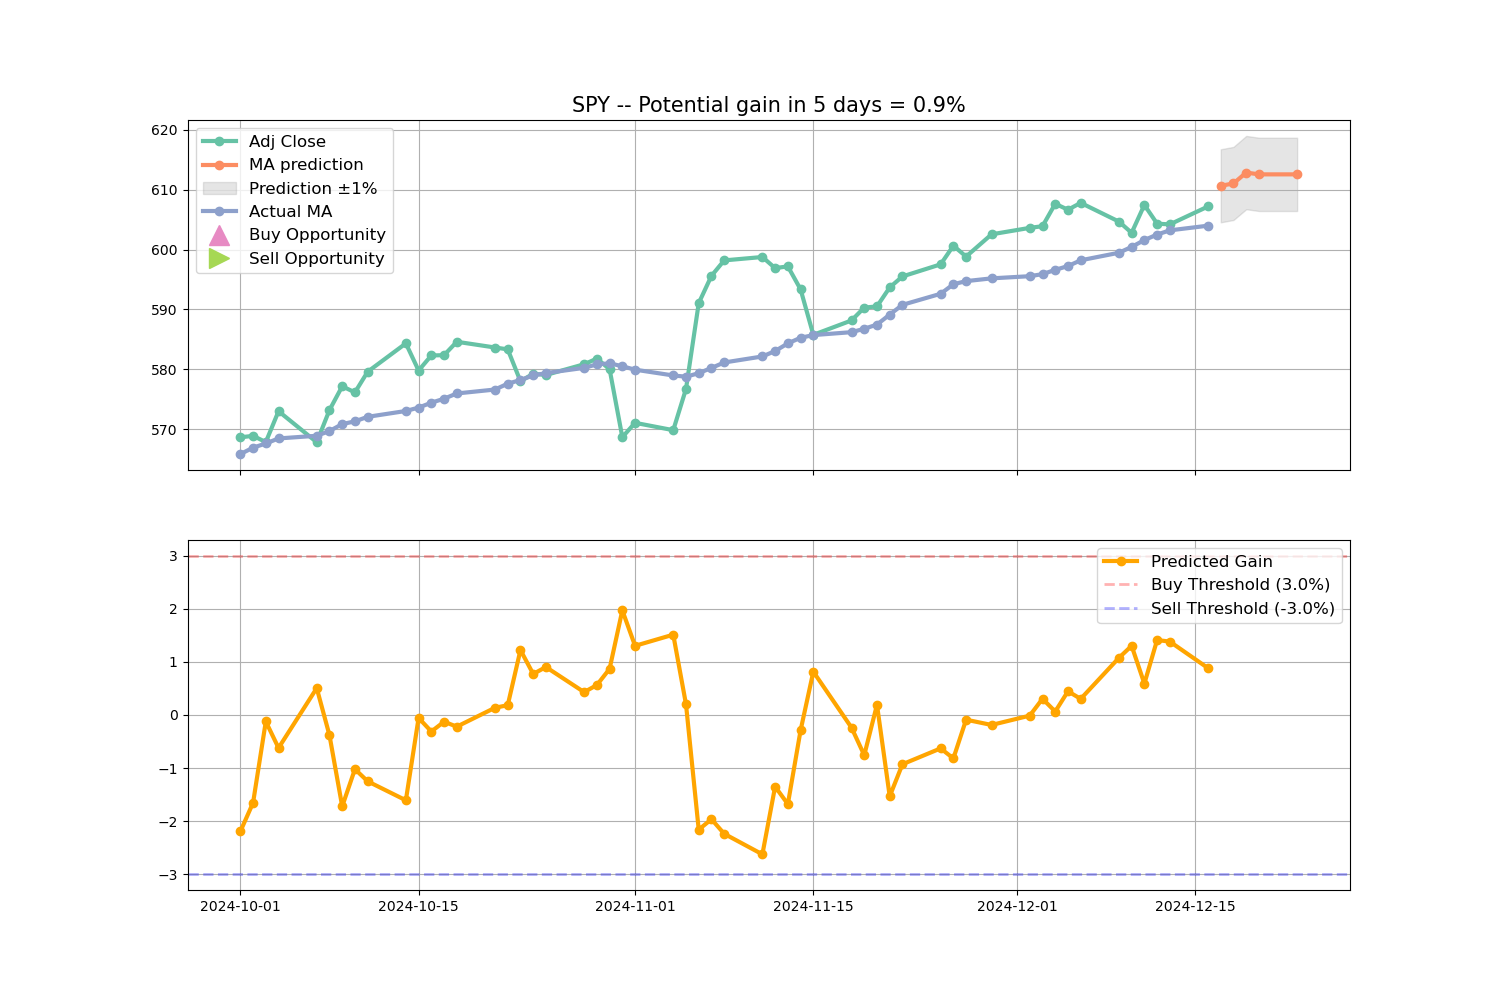 SPY -- Potential gain in 5 days = 0.9%
620
610
600
590
580
570
Adj Close
MA prediction
Prediction ±1%
Actual MA
Buy Opportunity
Sell Opportunity
3
2
1
0
−1
−2
−3
Predicted Gain
Buy Threshold (3.0%)
Sell Threshold (-3.0%)
2024-10-01
2024-10-15
2024-11-01
2024-11-15
2024-12-01
2024-12-15